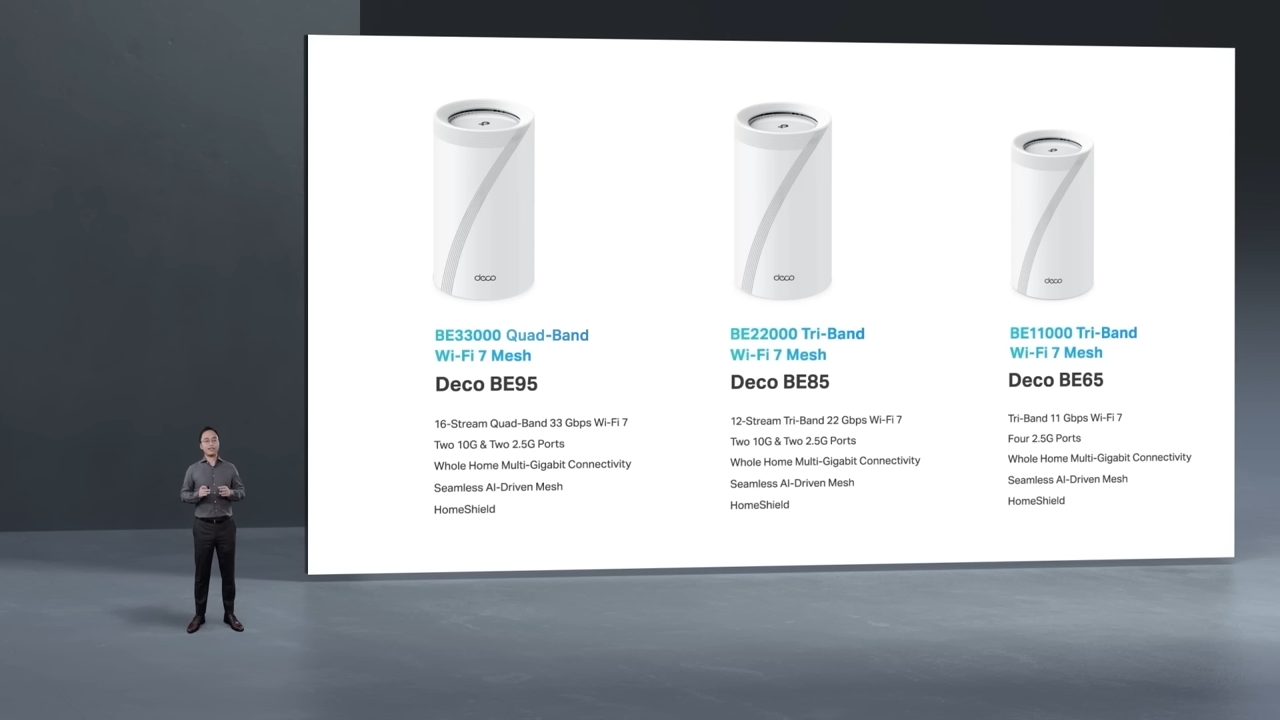 deco
BE33000 Quad-Band
Wi-Fi 7 Mesh
Deco BE95
16-Stream Quad-Band 33 Gbps Wi-Fi 7
Two 10G & Two 2.5G Ports
Whole Home Multi-Gigabit Connectivity
Seamless AI-Driven Mesh
HomeShield
deco
BE22000 Tri-Band
Wi-Fi 7 Mesh
Deco BE85
12-Stream Tri-Band 22 Gbps Wi-Fi 7
Two 10G & Two 2.5G Ports
Whole Home Multi-Gigabit Connectivity
Seamless AI-Driven Mesh
HomeShield
deco
BE11000 Tri-Band
Wi-Fi 7 Mesh
Deco BE65
Tri-Band 11 Gbps Wi-Fi 7
Four 2.5G Ports
Whole Home Multi-Gigabit Connectivity
Seamless AI-Driven Mesh
HomeShield